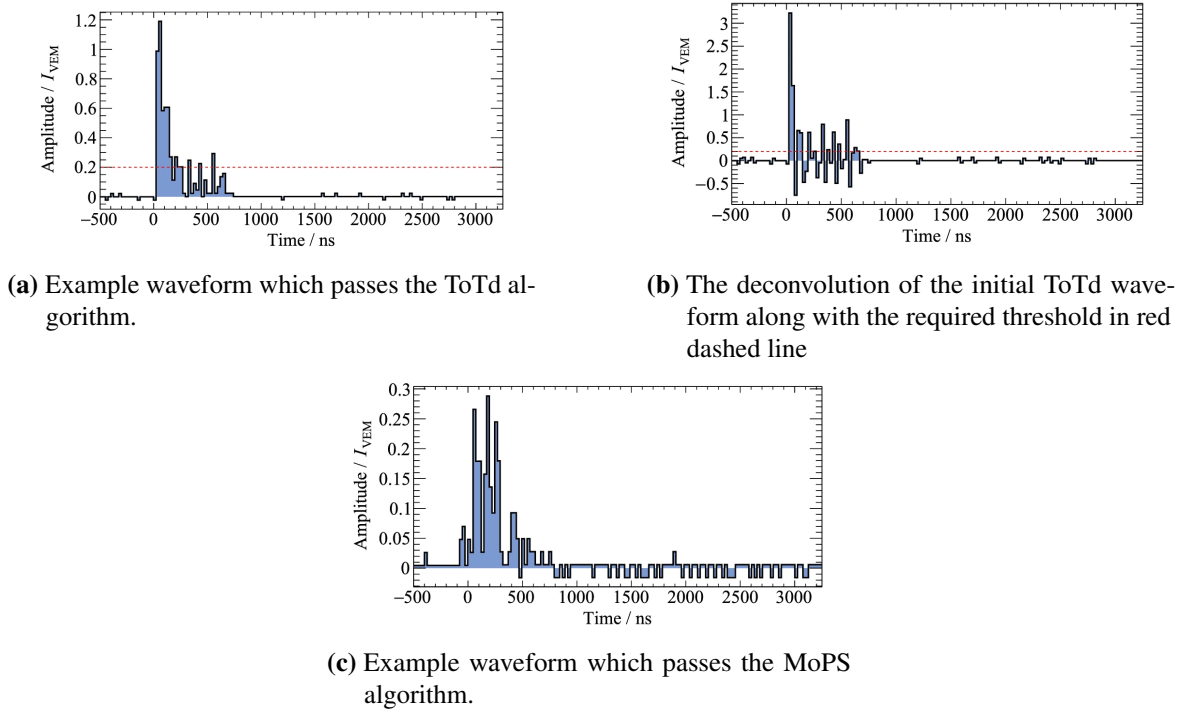 1.2
1
0.8
0.6
0.4
0.2
0
Amplitude / I_VEM
−500 0 500 1000 1500 2000 2500 3000
Time / ns
(a) Example waveform which passes the ToTd al-
gorithm.
3
2.5
2
1.5
1
0.5
0
−0.5
Amplitude / I_VEM
−500 0 500 1000 1500 2000 2500 3000
Time / ns
(b) The deconvolution of the initial ToTd wave-
form along with the required threshold in red
dashed line
0.3
0.25
0.2
0.15
0.1
0.05
0
Amplitude / I_VEM
−500 0 500 1000 1500 2000 2500 3000
Time / ns
(c) Example waveform which passes the MoPS
algorithm.